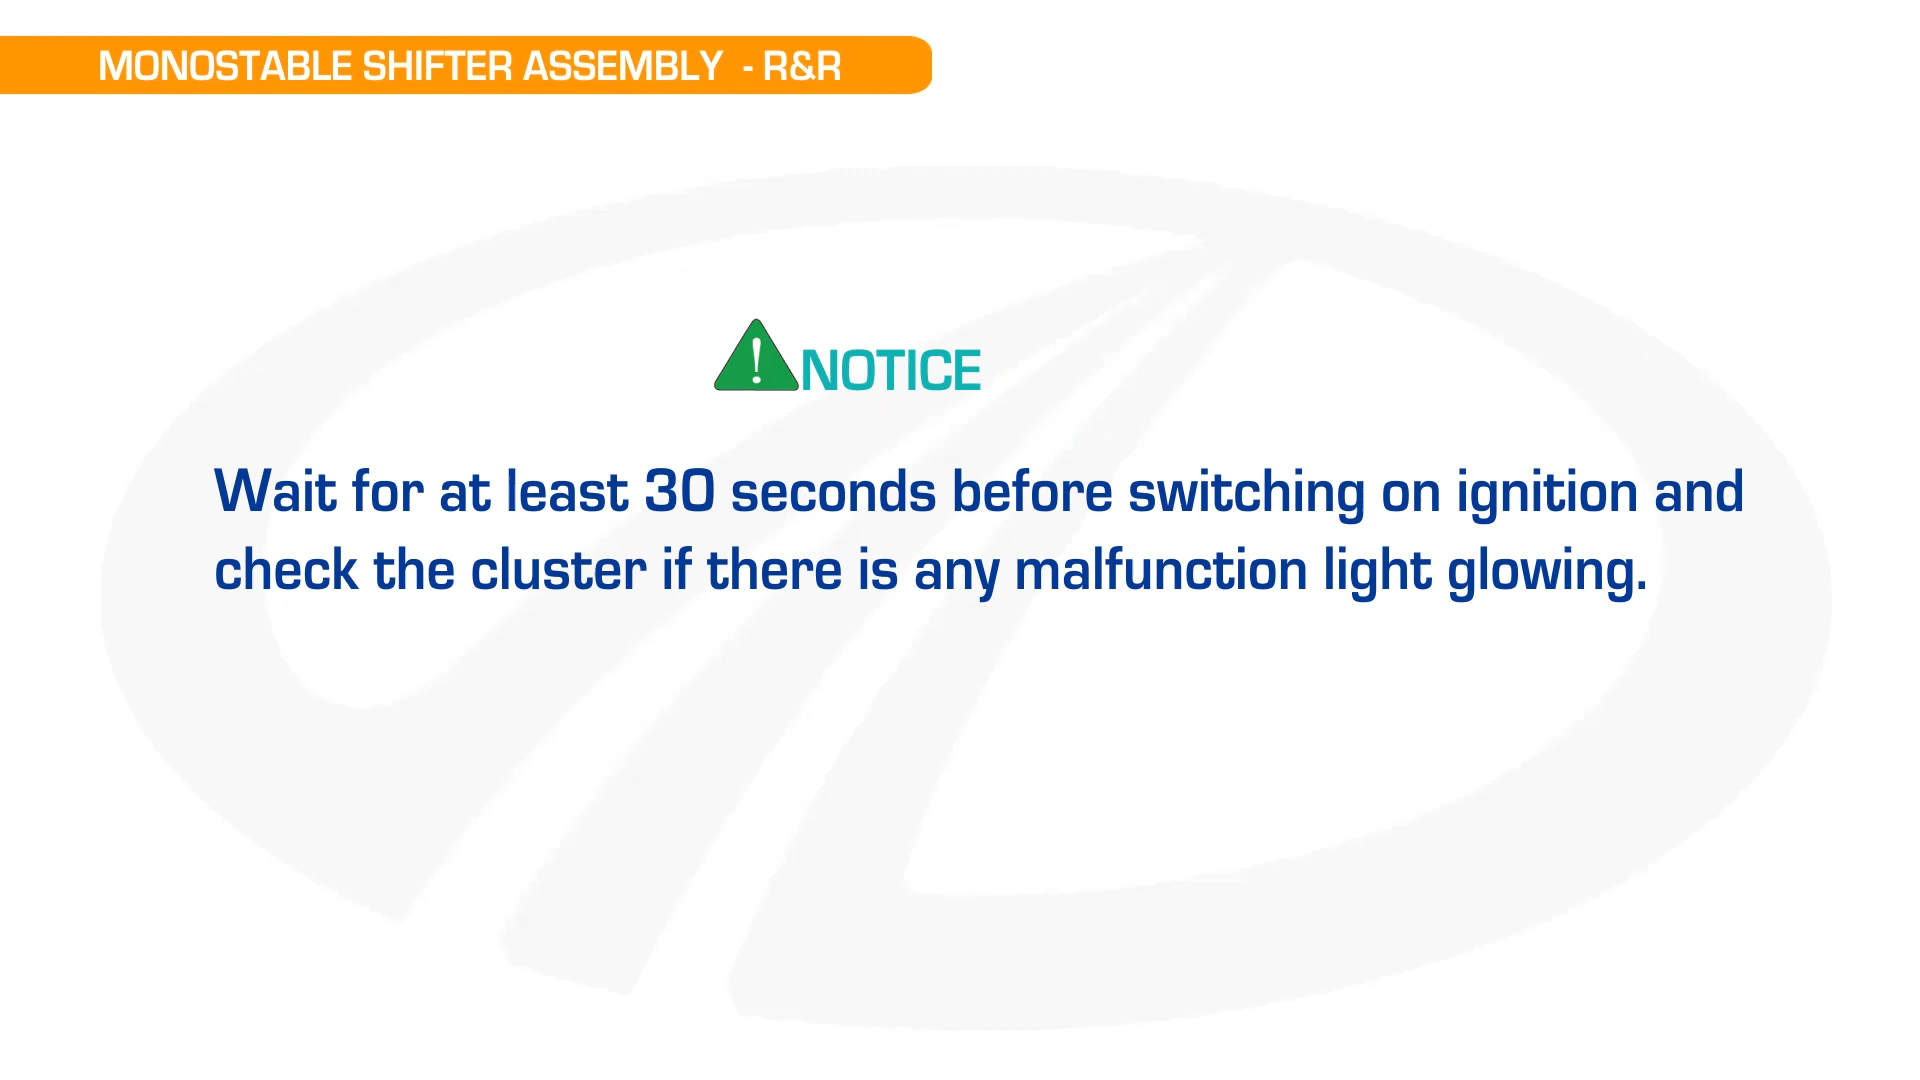 MONOSTABLE SHIFTER ASSEMBLY - R&R
! NOTICE
Wait for at least 30 seconds before switching on ignition and
check the cluster if there is any malfunction light glowing.